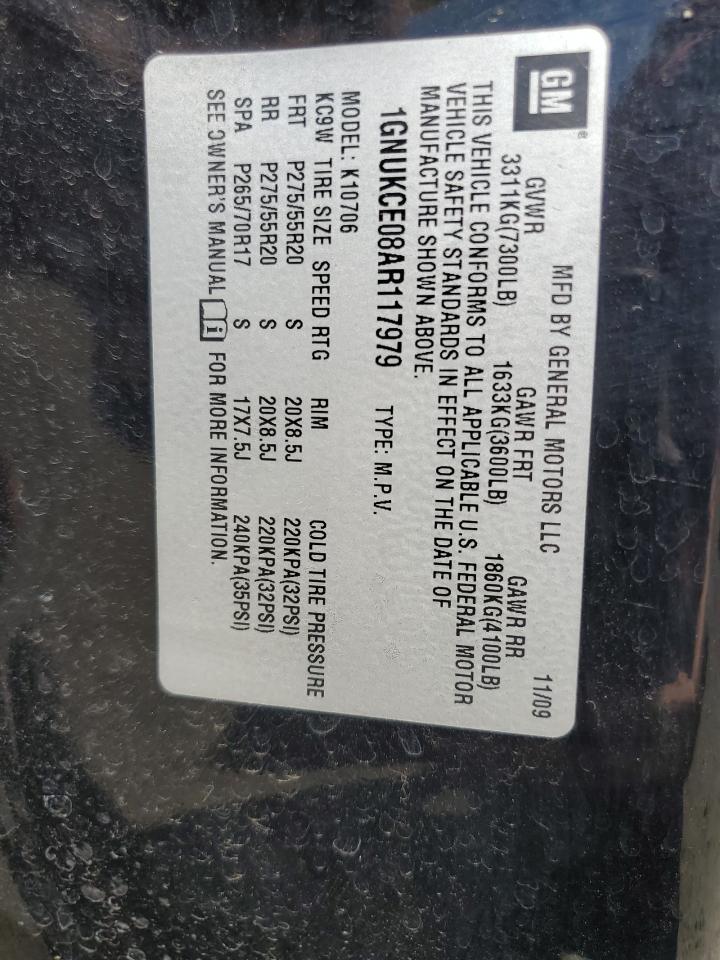 GM ®
MFD BY GENERAL MOTORS LLC 11/09
GVWR GAWR FRT GAWR RR
3311KG(7300LB) 1633KG(3600LB) 1860KG(4100LB)
THIS VEHICLE CONFORMS TO ALL APPLICABLE U.S. FEDERAL MOTOR
VEHICLE SAFETY STANDARDS IN EFFECT ON THE DATE OF
MANUFACTURE SHOWN ABOVE.
1GNUKCE08AR117979 TYPE: M.P.V.
MODEL: K10706
KC9W TIRE SIZE SPEED RTG RIM COLD TIRE PRESSURE
FRT P275/55R20 S 20X8.5J 220KPA(32PSI)
RR P275/55R20 S 20X8.5J 220KPA(32PSI)
SPA P265/70R17 S 17X7.5J 240KPA(35PSI)
SEE OWNER'S MANUAL i FOR MORE INFORMATION.